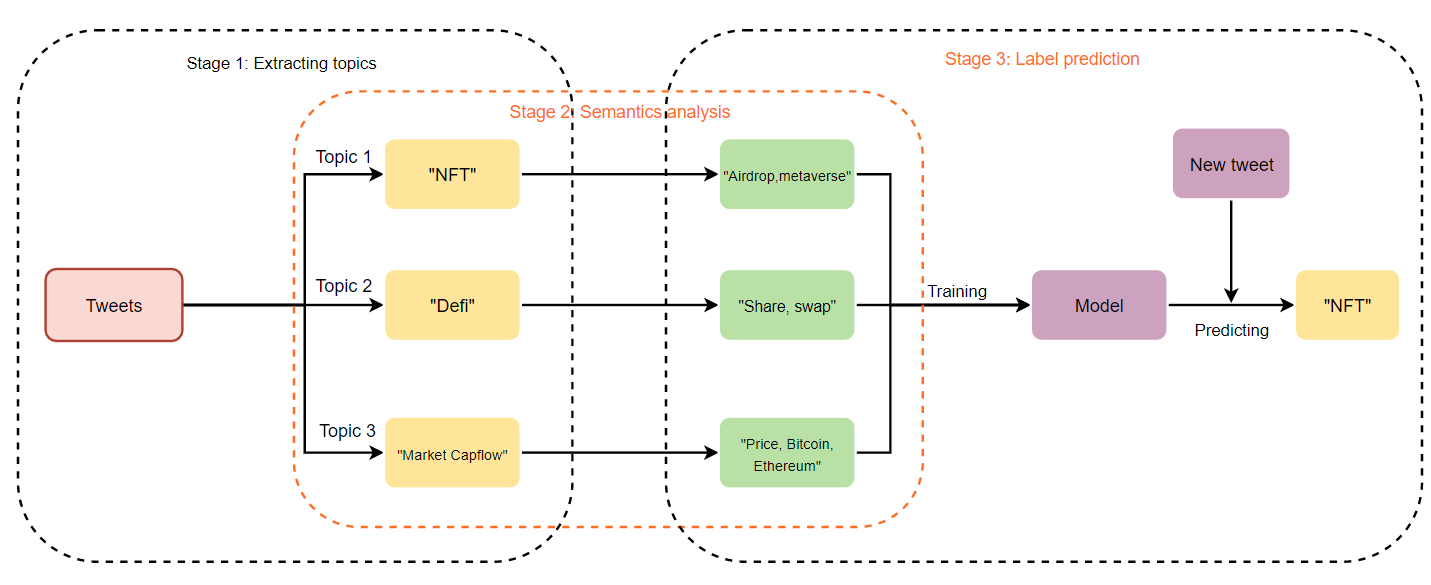 Stage 1: Extracting topics
Stage 3: Label prediction
Stage 2: Semantics analysis
Topic 1
"NFT"
"Airdrop,metaverse"
New tweet
Topic 2
Tweets
"Defi"
"Share, swap"
Training
Model
Predicting
"NFT"
Topic 3
"Market Capflow"
"Price, Bitcoin,
Ethereum"